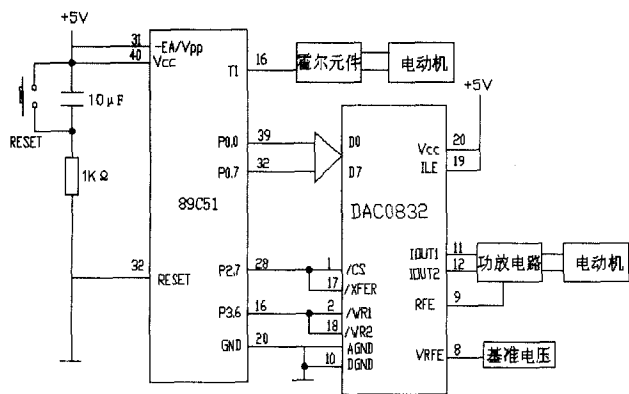 +5V
31
-EA/Vpp
40
Vcc
10μF
RESET
1KΩ
32
RESET
89C51
T1
16
霍尔元件
电动机
P0.0
39
P0.7
32
P2.7
28
P3.6
16
GND
20
+5V
D0
D7
Vcc
20
ILE
19
DAC0832
1
/CS
17
/XFER
2
/WR1
18
/WR2
AGND
10
DGND
IOUT1
11
IOUT2
12
功放电路
电动机
RFE
9
VRFE
8
基准电压